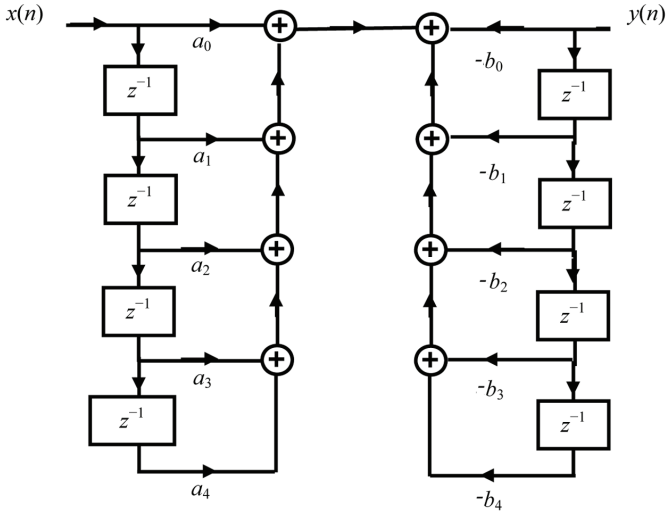 x(n) y(n)
a₀ -b₀
z⁻¹ z⁻¹
a₁ -b₁
z⁻¹ z⁻¹
a₂ -b₂
z⁻¹ z⁻¹
a₃ -b₃
z⁻¹ z⁻¹
a₄ -b₄